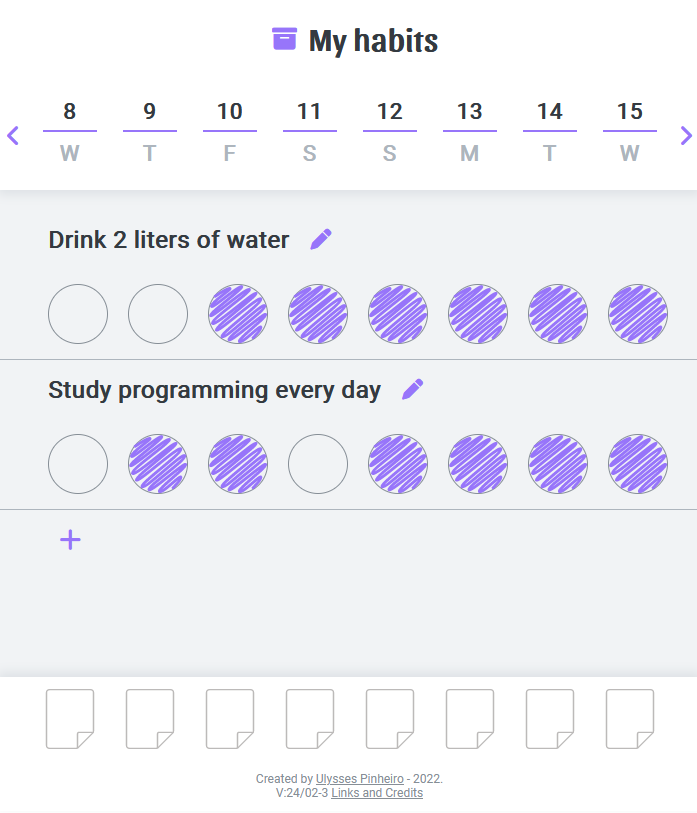 My habits
8 9 10 11 12 13 14 15
W T F S S M T W
Drink 2 liters of water
Study programming every day
Created by Ulysses Pinheiro - 2022.
V:24/02-3 Links and Credits